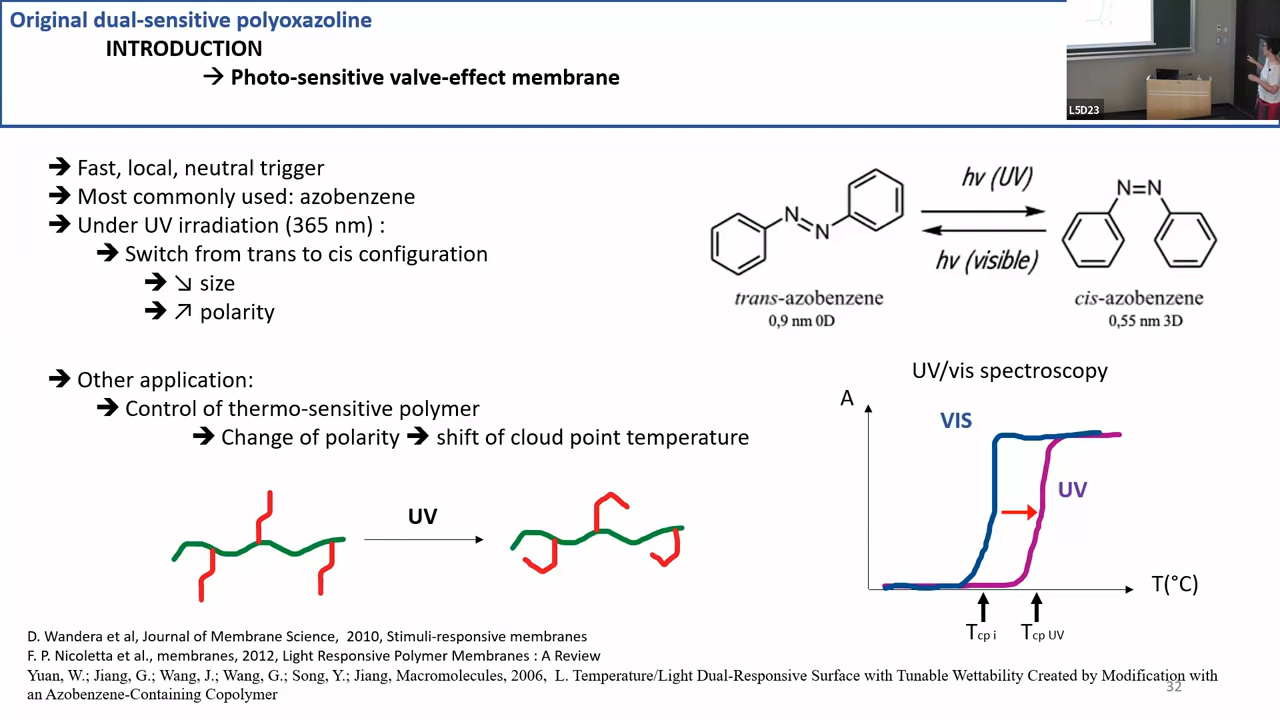 Original dual-sensitive polyoxazoline
INTRODUCTION
→ Photo-sensitive valve-effect membrane
L5D23
➔ Fast, local, neutral trigger
➔ Most commonly used: azobenzene
➔ Under UV irradiation (365 nm) :
➔ Switch from trans to cis configuration
➔ ↘ size
➔ ↗ polarity
hν (UV)
hν (visible)
N
N
N=N
trans-azobenzene
0,9 nm 0D
cis-azobenzene
0,55 nm 3D
➔ Other application:
➔ Control of thermo-sensitive polymer
➔ Change of polarity ➔ shift of cloud point temperature
UV
UV/vis spectroscopy
A
VIS
UV
T(°C)
Tcp i
Tcp UV
D. Wandera et al, Journal of Membrane Science, 2010, Stimuli-responsive membranes
F. P. Nicoletta et al., membranes, 2012, Light Responsive Polymer Membranes : A Review
Yuan, W.; Jiang, G.; Wang, J.; Wang, G.; Song, Y.; Jiang, Macromolecules, 2006, L. Temperature/Light Dual-Responsive Surface with Tunable Wettability Created by Modification with
an Azobenzene-Containing Copolymer
32